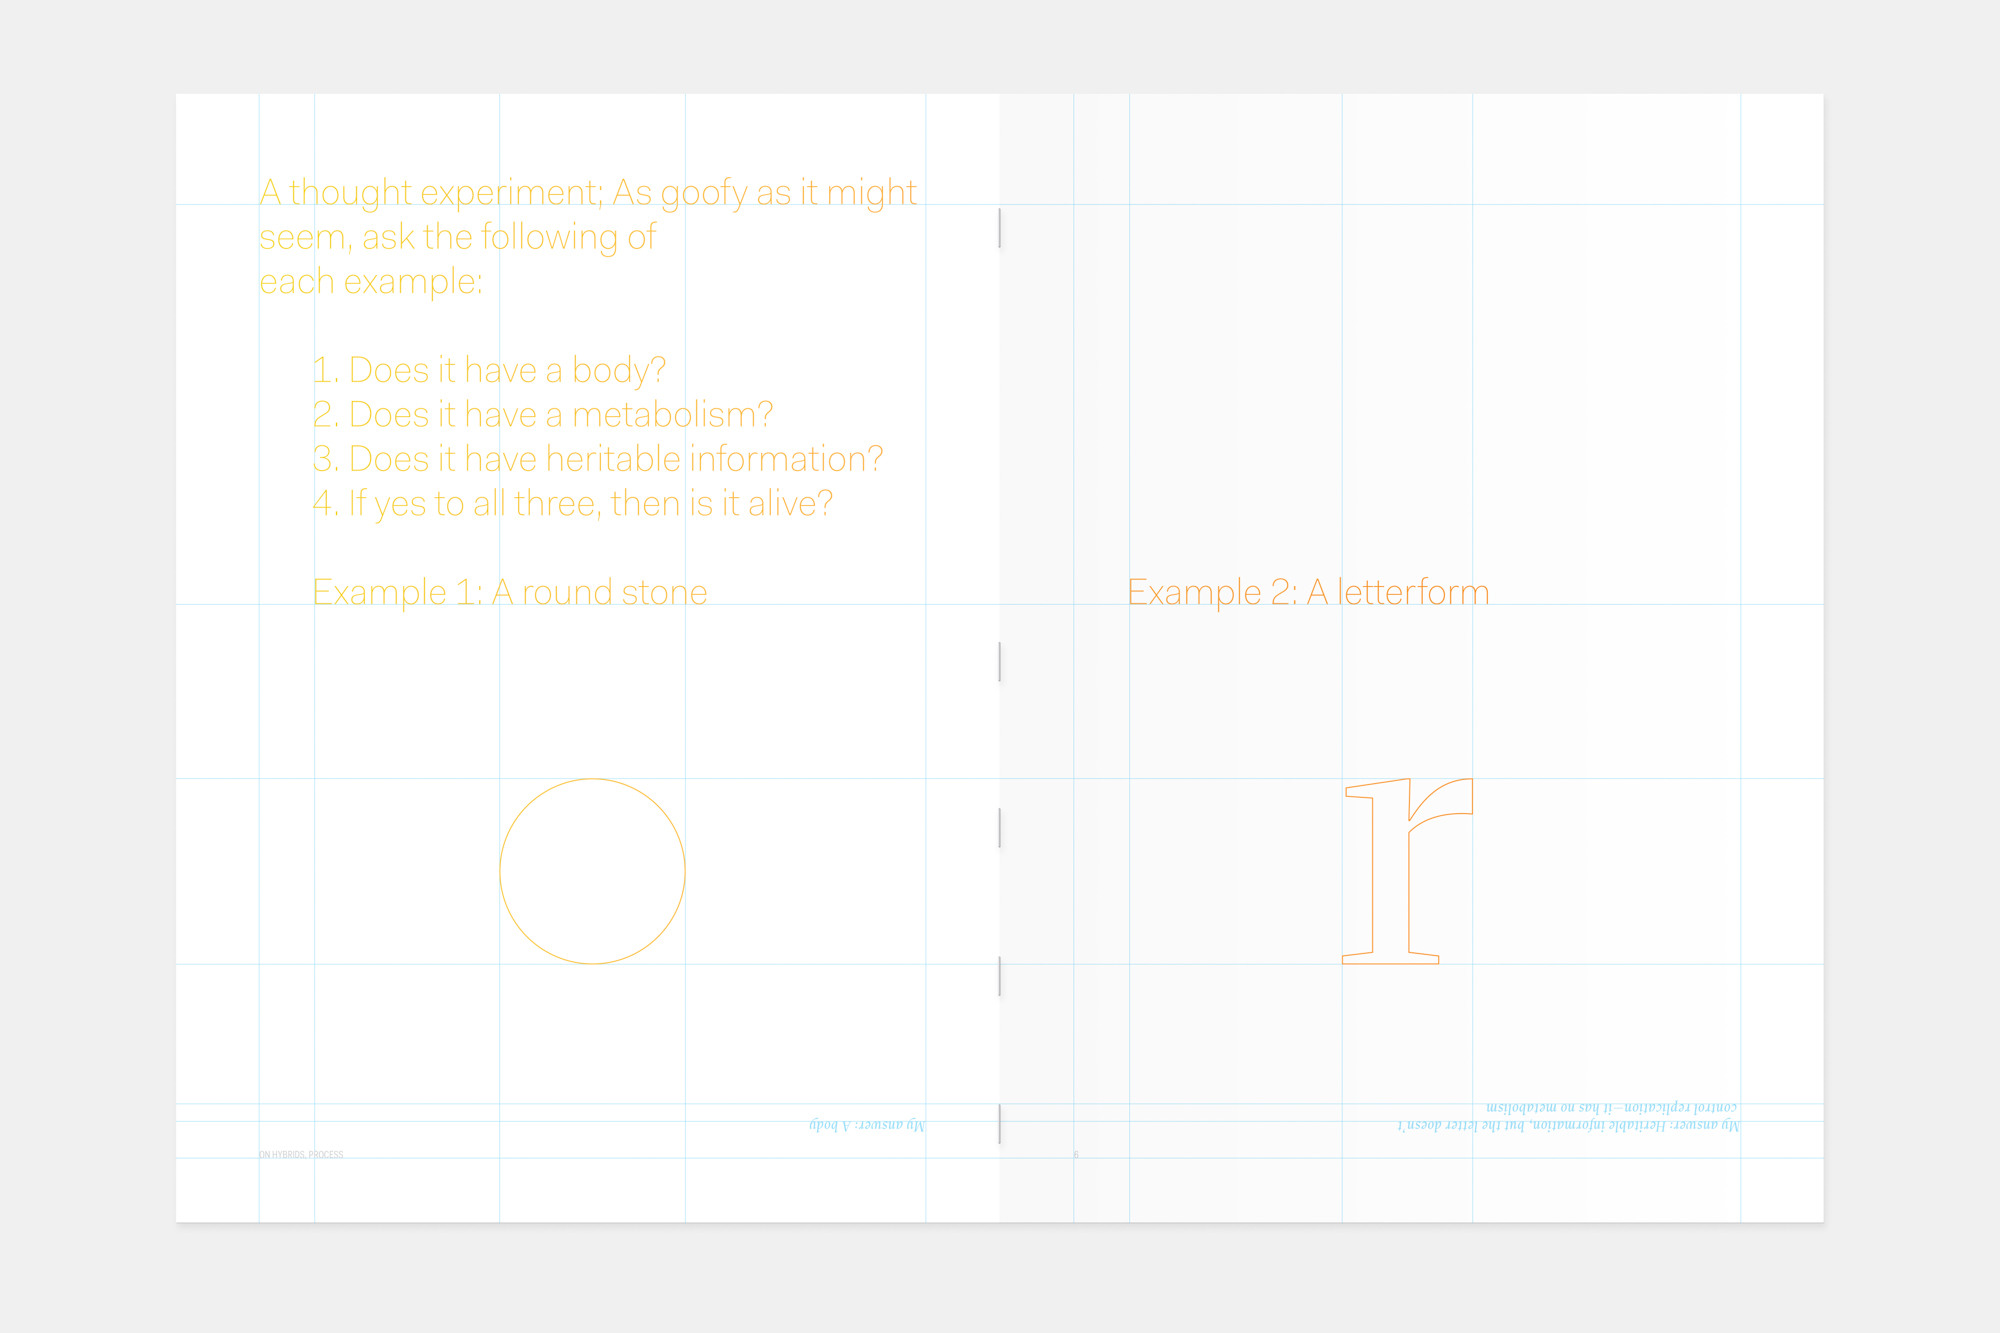 A thought experiment; As goofy as it might
seem, ask the following of
each example:
1. Does it have a body?
2. Does it have a metabolism?
3. Does it have heritable information?
4. If yes to all three, then is it alive?
Example 1: A round stone
My answer: A body
ON HYBRIDS, PROCESS
Example 2: A letterform
r
My answer: Heritable information, but the letter doesn't
control replication—it has no metabolism
6